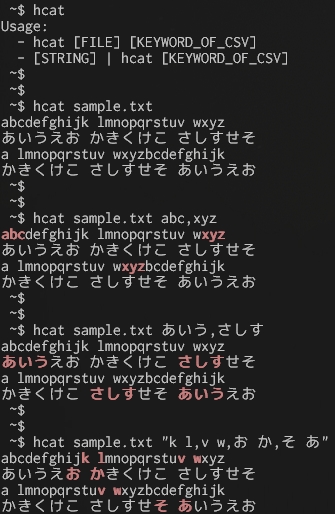 ~$ hcat
Usage:
  - hcat [FILE] [KEYWORD_OF_CSV]
  - [STRING] | hcat [KEYWORD_OF_CSV]
~$
~$
~$ hcat sample.txt
abcdefghijk lmnopqrstuv wxyz
あいうえお かきくけこ さしすせそ
a lmnopqrstuv wxyzbcdefghijk
かきくけこ さしすせそ あいうえお
~$
~$
~$ hcat sample.txt abc,xyz
abcdefghijk lmnopqrstuv wxyz
あいうえお かきくけこ さしすせそ
a lmnopqrstuv wxyzbcdefghijk
かきくけこ さしすせそ あいうえお
~$
~$
~$ hcat sample.txt あいう,さしす
abcdefghijk lmnopqrstuv wxyz
あいうえお かきくけこ さしすせそ
a lmnopqrstuv wxyzbcdefghijk
かきくけこ さしすせそ あいうえお
~$
~$
~$ hcat sample.txt "k l,v w,お か,そ あ"
abcdefghijk lmnopqrstuv wxyz
あいうえお かきくけこ さしすせそ
a lmnopqrstuv wxyzbcdefghijk
かきくけこ さしすせそ あいうえお